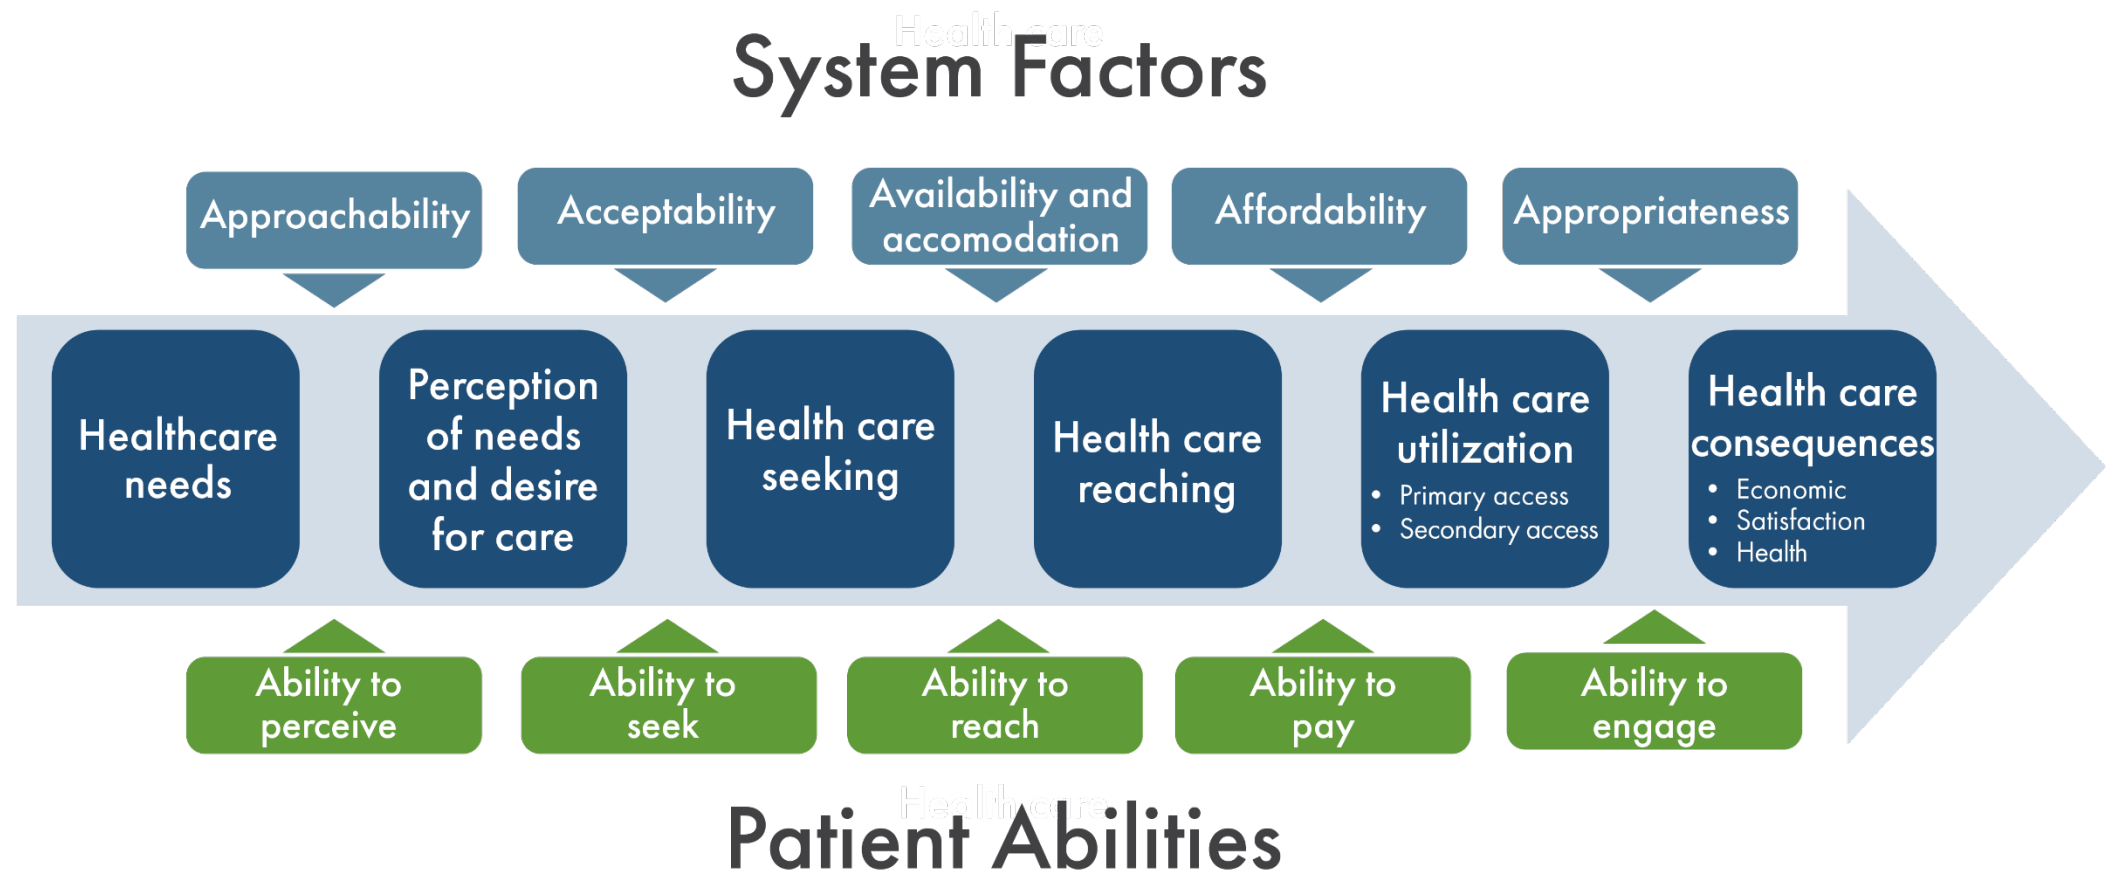 Health care
System Factors
Approachability
Acceptability
Availability and
accomodation
Affordability
Appropriateness
Healthcare
needs
Perception
of needs
and desire
for care
Health care
seeking
Health care
reaching
Health care
utilization
• Primary access
• Secondary access
Health care
consequences
• Economic
• Satisfaction
• Health
Ability to
perceive
Ability to
seek
Ability to
reach
Ability to
pay
Ability to
engage
Health care
Patient Abilities